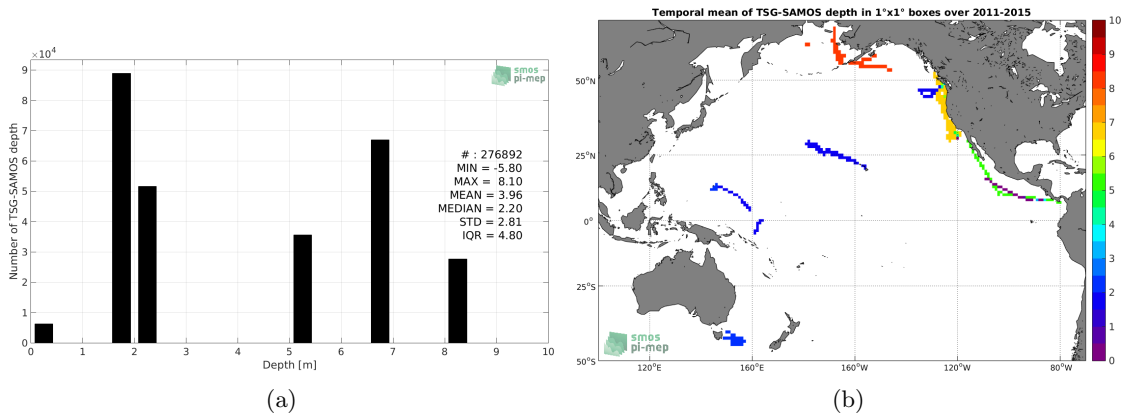 ×10⁴
9
8
7
6
5
4
3
2
1
0
Number of TSG-SAMOS depth
0 1 2 3 4 5 6 7 8 9 10
Depth [m]
smos
pi-mep
# : 276892
MIN = -5.80
MAX = 8.10
MEAN = 3.96
MEDIAN = 2.20
STD = 2.81
IQR = 4.80
(a)
Temporal mean of TSG-SAMOS depth in 1°x1° boxes over 2011-2015
50°N
25°N
0°
25°S
50°S
120°E 160°E 160°W 120°W 80°W
smos
pi-mep
10
9
8
7
6
5
4
3
2
1
0
(b)